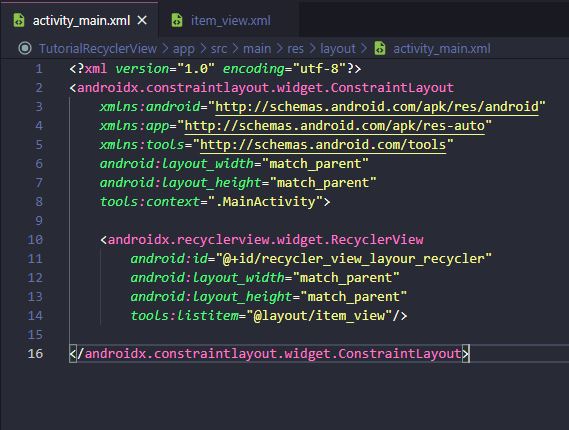 activity_main.xml × item_view.xml
TutorialRecyclerView > app > src > main > res > layout > activity_main.xml
1 <?xml version="1.0" encoding="utf-8"?>
2 <androidx.constraintlayout.widget.ConstraintLayout
3     xmlns:android="http://schemas.android.com/apk/res/android"
4     xmlns:app="http://schemas.android.com/apk/res-auto"
5     xmlns:tools="http://schemas.android.com/tools"
6     android:layout_width="match_parent"
7     android:layout_height="match_parent"
8     tools:context=".MainActivity">
9
10     <androidx.recyclerview.widget.RecyclerView
11         android:id="@+id/recycler_view_layour_recycler"
12         android:layout_width="match_parent"
13         android:layout_height="match_parent"
14         tools:listitem="@layout/item_view"/>
15
16 </androidx.constraintlayout.widget.ConstraintLayout>